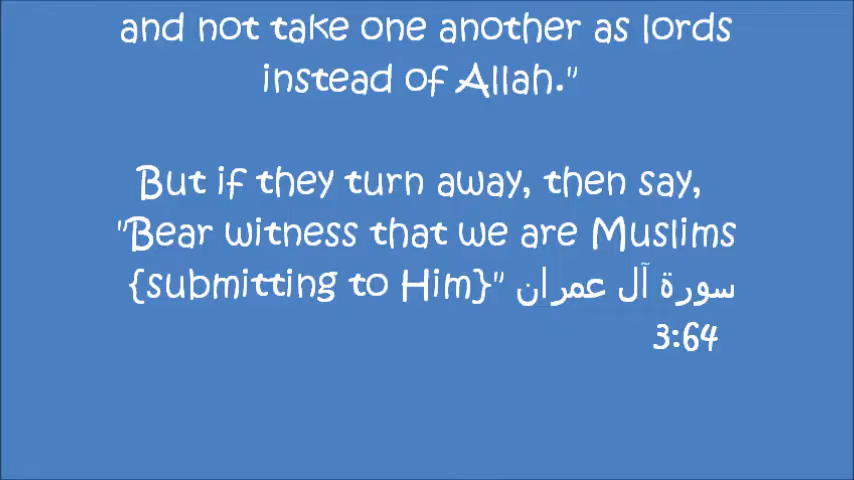 and not take one another as lords
instead of Allah."
But if they turn away, then say,
"Bear witness that we are Muslims
{submitting to Him}" سورة آل عمران
3:64